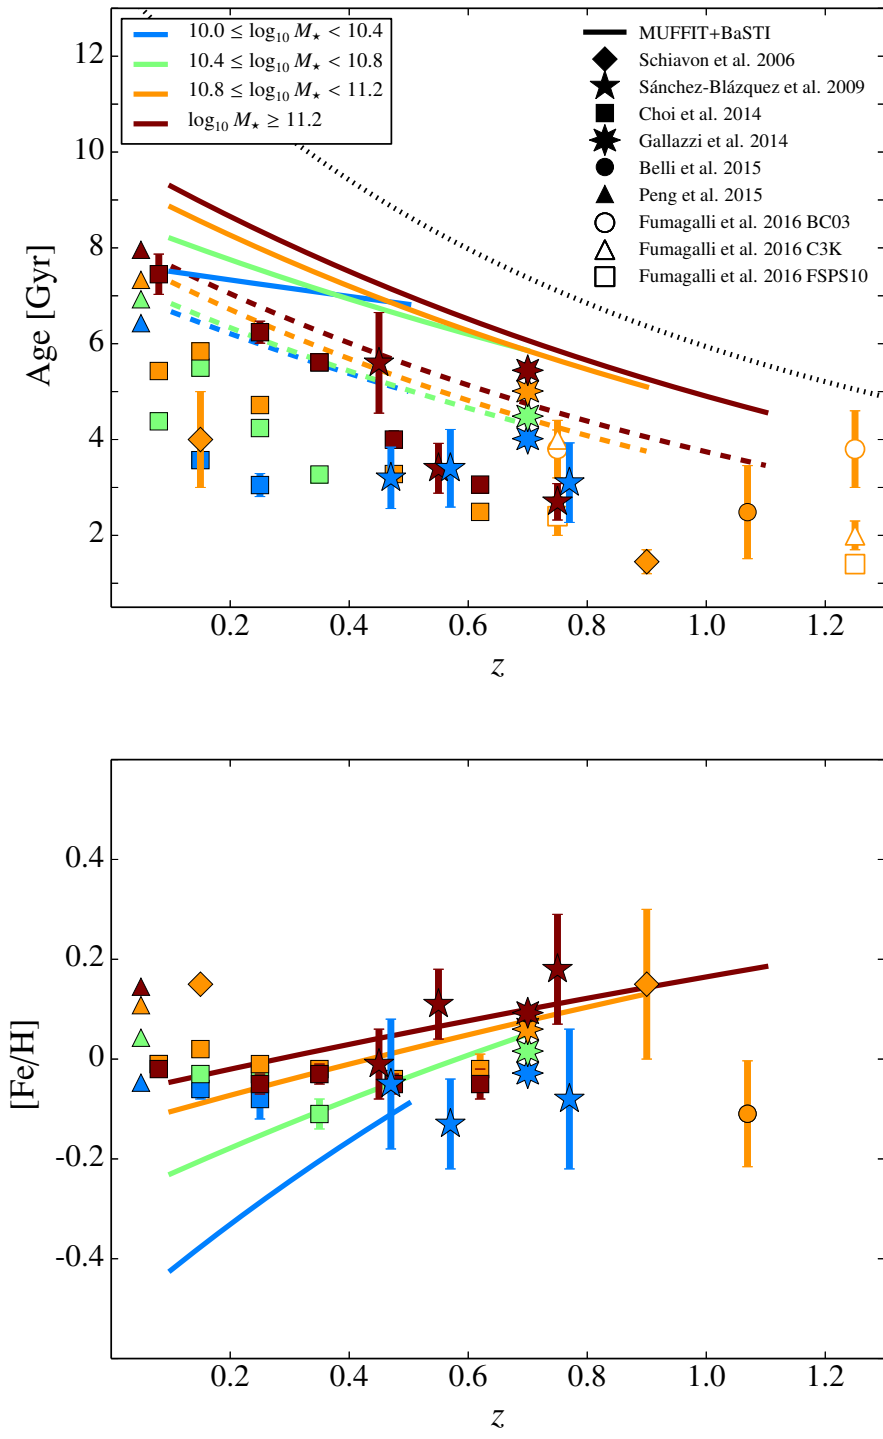 10.0 ≤ log₁₀ M⋆ < 10.4
10.4 ≤ log₁₀ M⋆ < 10.8
10.8 ≤ log₁₀ M⋆ < 11.2
log₁₀ M⋆ ≥ 11.2
MUFFIT+BaSTI
Schiavon et al. 2006
Sánchez-Blázquez et al. 2009
Choi et al. 2014
Gallazzi et al. 2014
Belli et al. 2015
Peng et al. 2015
Fumagalli et al. 2016 BC03
Fumagalli et al. 2016 C3K
Fumagalli et al. 2016 FSPS10
12
10
8
6
4
2
Age [Gyr]
0.2 0.4 0.6 0.8 1.0 1.2
z
0.4
0.2
0
-0.2
-0.4
[Fe/H]
0.2 0.4 0.6 0.8 1.0 1.2
z